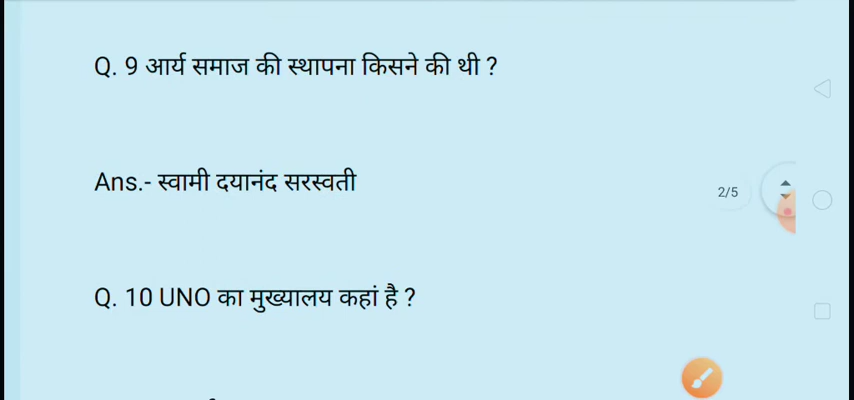 Q. 9 आर्य समाज की स्थापना किसने की थी ?
Ans.- स्वामी दयानंद सरस्वती
2/5
Q. 10 UNO का मुख्यालय कहां है ?